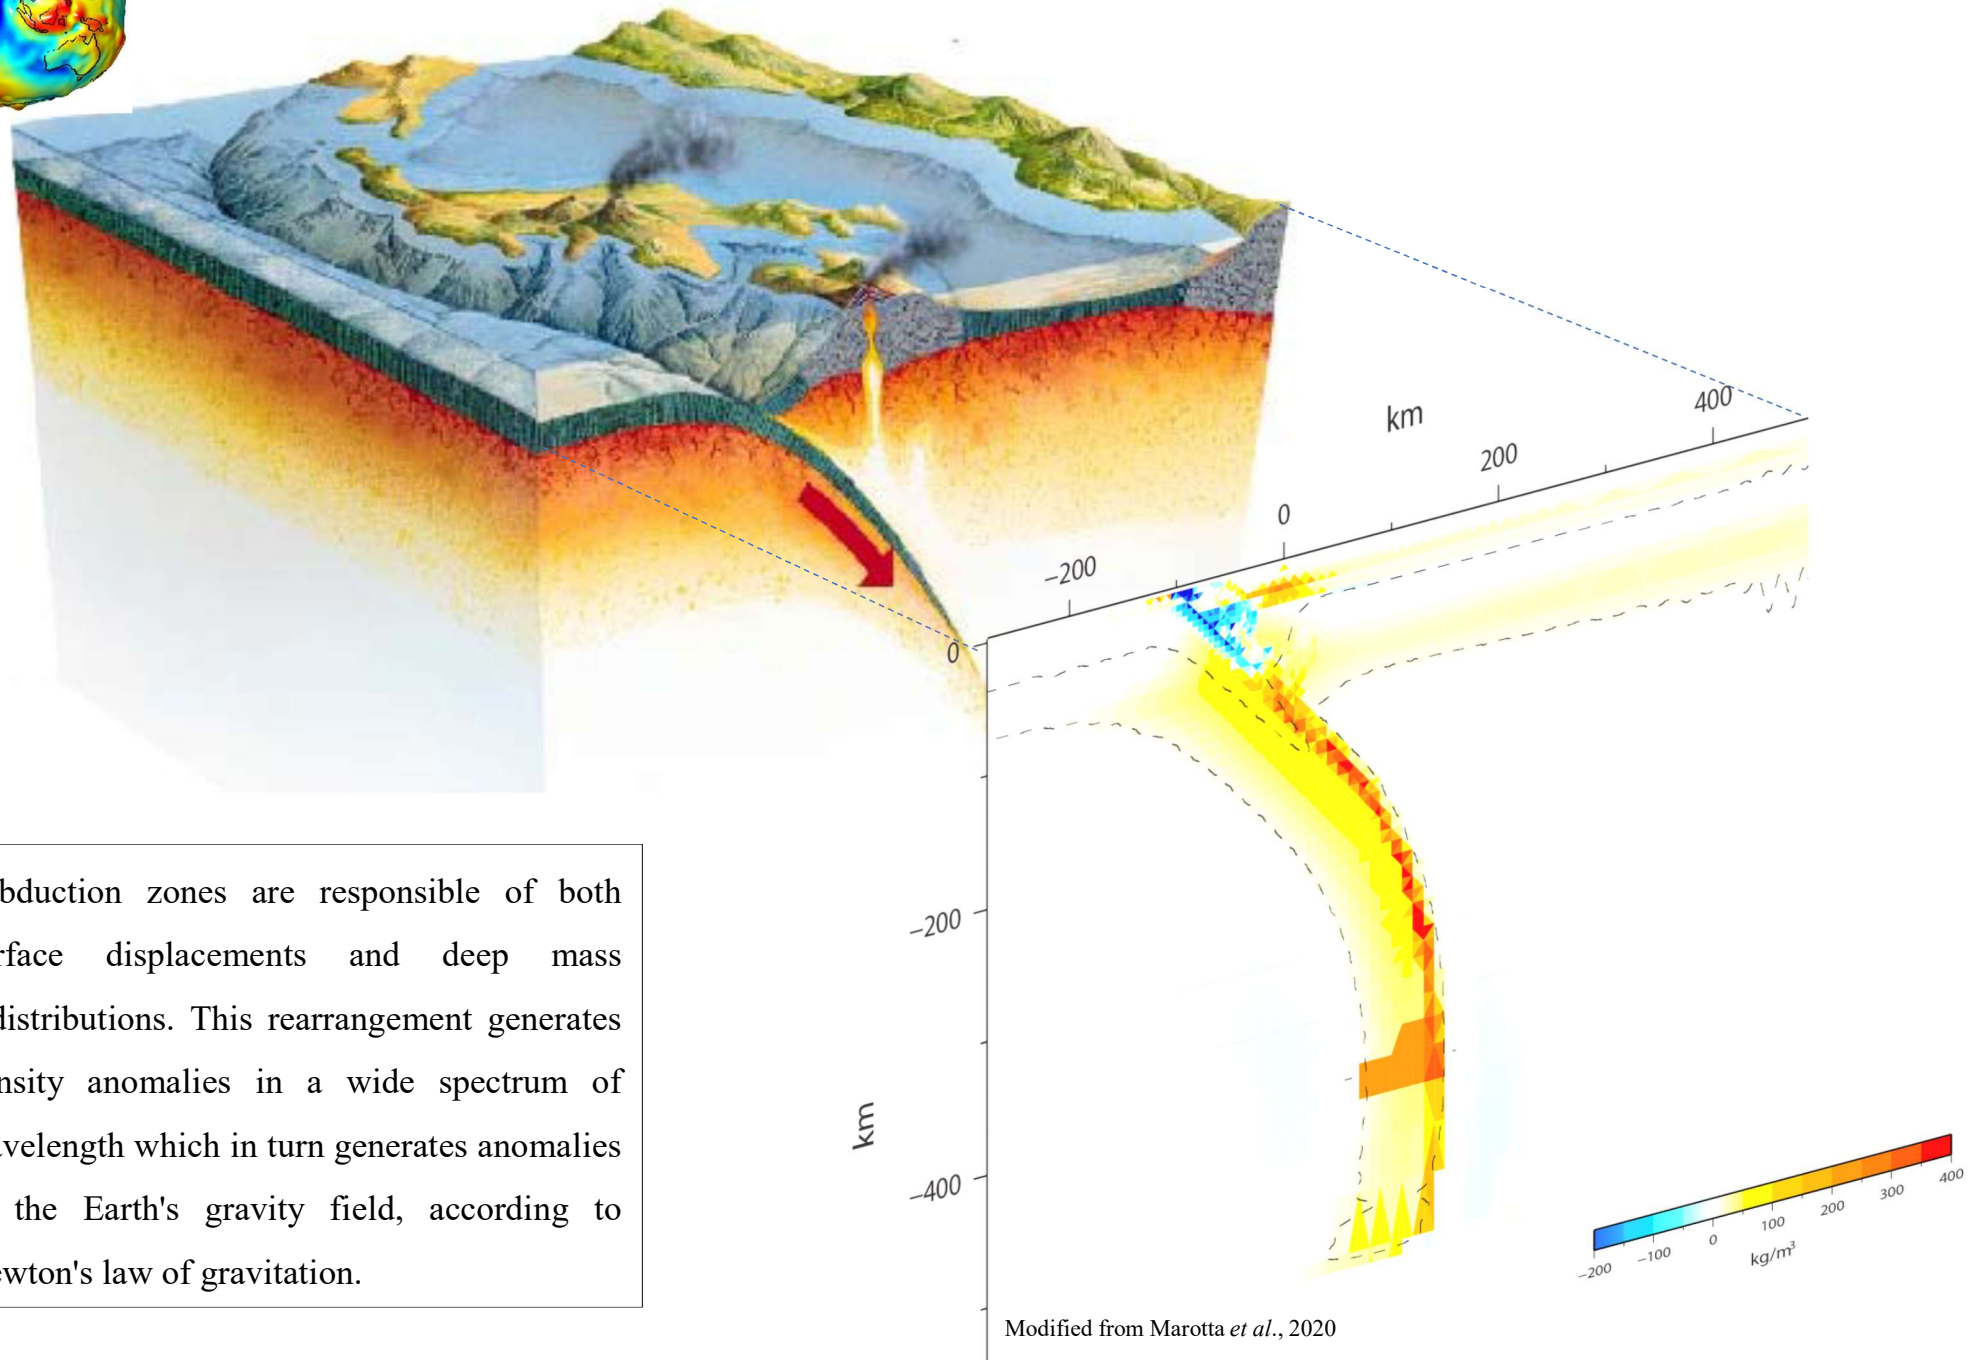 km
400
200
0
−200
0
−200
km
−400
bduction zones are responsible of both
rface displacements and deep mass
distributions. This rearrangement generates
nsity anomalies in a wide spectrum of
velength which in turn generates anomalies
the Earth's gravity field, according to
ewton's law of gravitation.
−200 −100 0 100 200 300 400
kg/m³
Modified from Marotta et al., 2020